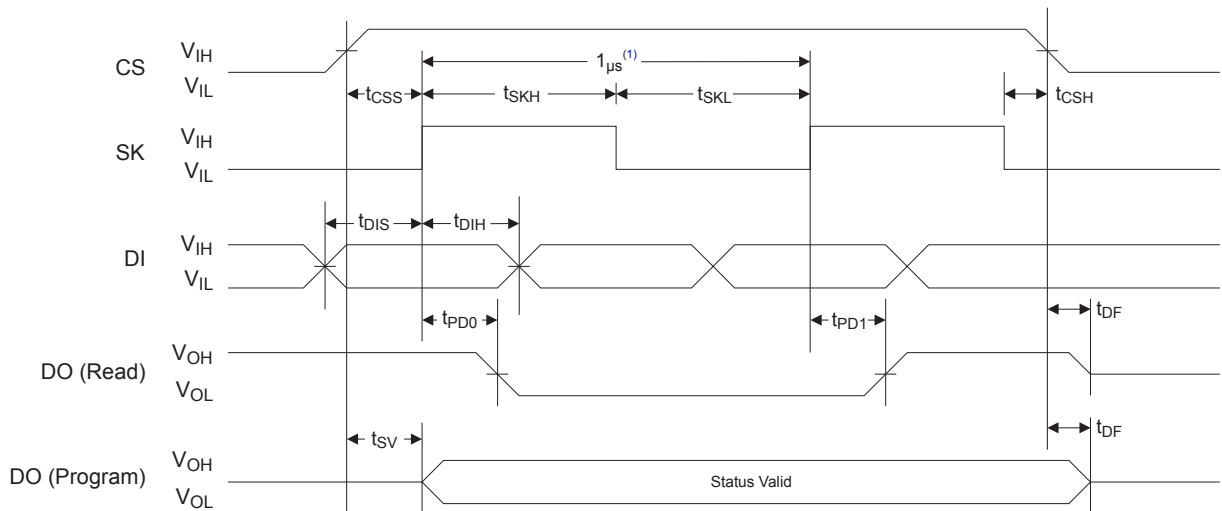 V_IH
1µs(1)
CS
V_IL
t_CSS t_SKH t_SKL t_CSH
V_IH
SK
V_IL
t_DIS t_DIH
V_IH
DI
V_IL
t_PD0 t_PD1 t_DF
V_OH
DO (Read)
V_OL
t_SV t_DF
V_OH
DO (Program)
Status Valid
V_OL